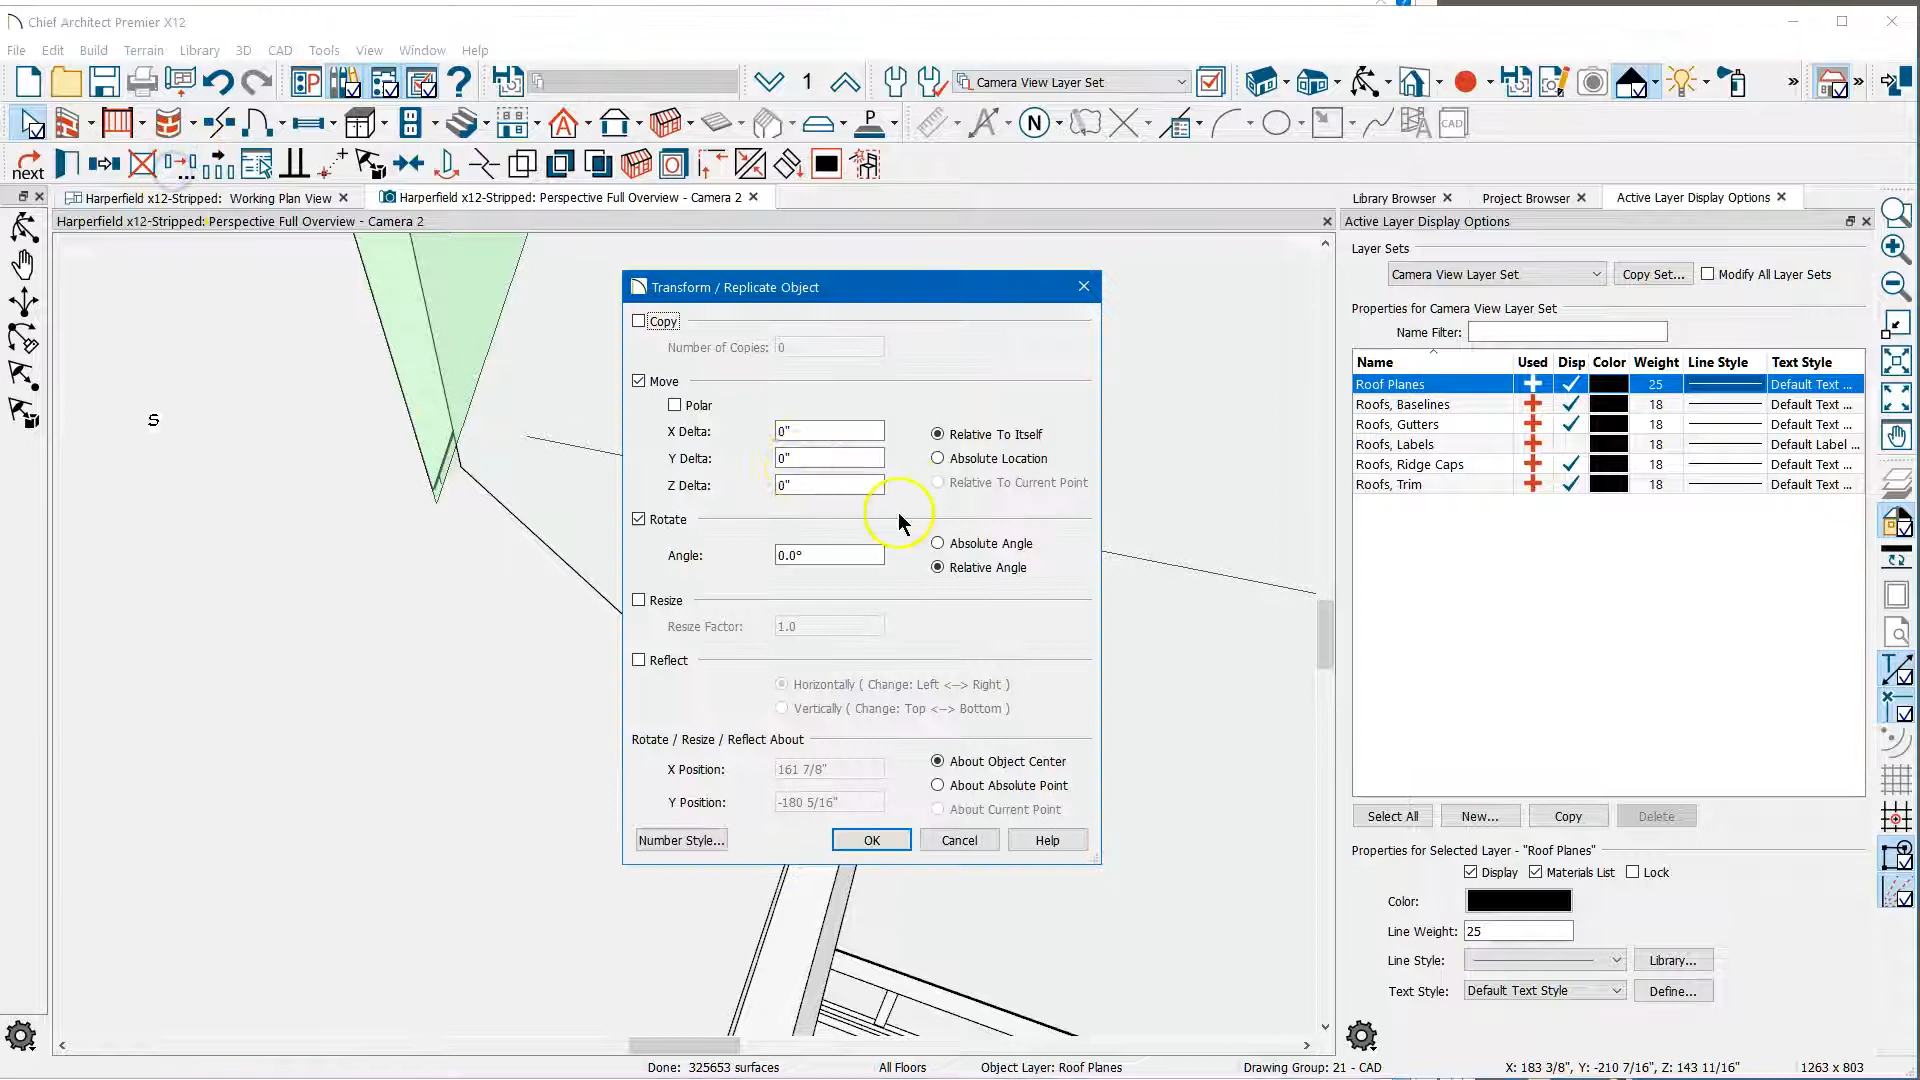 Chief Architect Premier X12
File Edit Build Terrain Library 3D CAD Tools View Window Help
1 Camera View Layer Set
N P CAD
next
Harperfield x12-Stripped: Working Plan View Harperfield x12-Stripped: Perspective Full Overview - Camera 2 Library Browser Project Browser Active Layer Display Options
Harperfield x12-Stripped: Perspective Full Overview - Camera 2 Active Layer Display Options
Layer Sets
Camera View Layer Set Copy Set... Modify All Layer Sets
Properties for Camera View Layer Set
Name Filter:
Name Used Disp Color Weight Line Style Text Style
Roof Planes 25 Default Text ...
Roofs, Baselines 18 Default Text ...
Roofs, Gutters 18 Default Text ...
Roofs, Labels 18 Default Label ...
Roofs, Ridge Caps 18 Default Text ...
Roofs, Trim 18 Default Text ...
Select All New... Copy Delete
Properties for Selected Layer - "Roof Planes"
Display Materials List Lock
Color:
Line Weight: 25
Line Style: Library...
Text Style: Default Text Style Define...
S
Transform / Replicate Object
Copy
Number of Copies: 0
Move
Polar
X Delta: 0" Relative To Itself
Y Delta: 0" Absolute Location
Z Delta: 0" Relative To Current Point
Rotate
Absolute Angle
Angle: 0.0°
Relative Angle
Resize
Resize Factor: 1.0
Reflect
Horizontally ( Change: Left <--> Right )
Vertically ( Change: Top <--> Bottom )
Rotate / Resize / Reflect About
X Position: 161 7/8" About Object Center
About Absolute Point
Y Position: -180 5/16" About Current Point
Number Style... OK Cancel Help
Done: 325653 surfaces All Floors Object Layer: Roof Planes Drawing Group: 21 - CAD X: 183 3/8", Y: -210 7/16", Z: 143 11/16" 1263 x 803